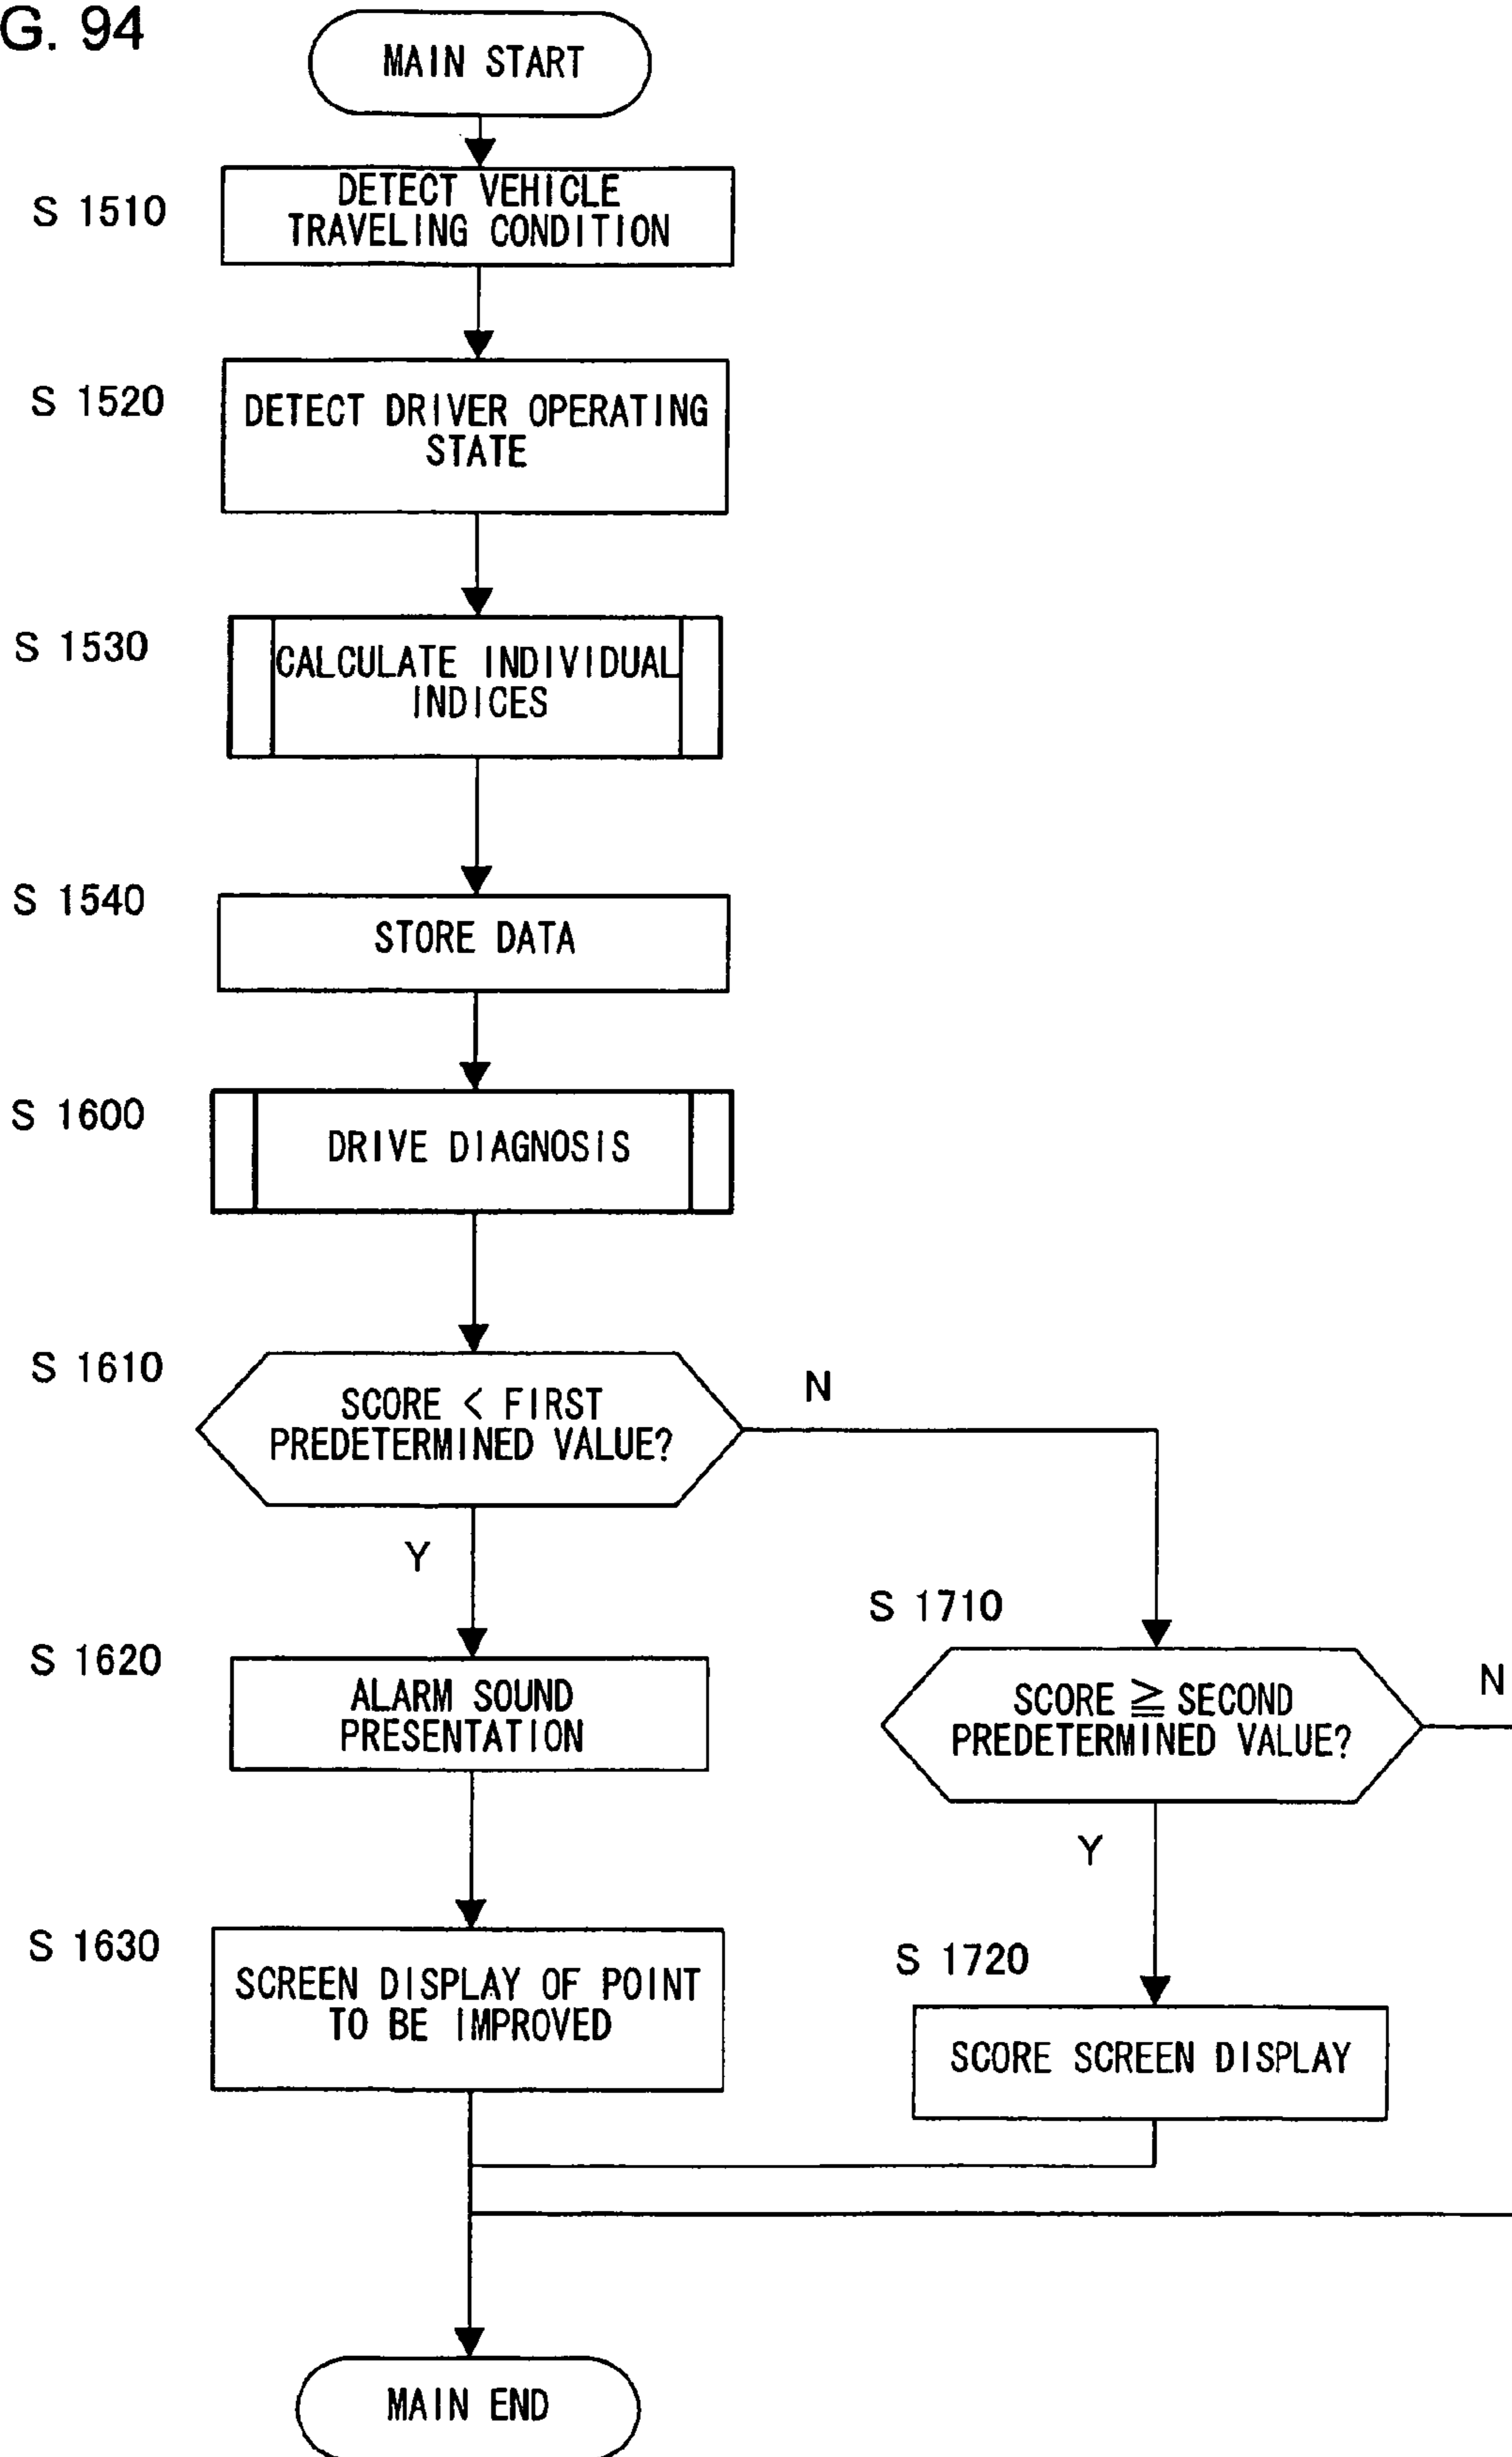 G. 94
MAIN START
S 1510
DETECT VEHICLE
TRAVELING CONDITION
S 1520
DETECT DRIVER OPERATING
STATE
S 1530
CALCULATE INDIVIDUAL
INDICES
S 1540
STORE DATA
S 1600
DRIVE DIAGNOSIS
S 1610
SCORE < FIRST
PREDETERMINED VALUE?
N
Y
S 1620
ALARM SOUND
PRESENTATION
S 1710
SCORE ≧ SECOND
PREDETERMINED VALUE?
N
Y
S 1630
SCREEN DISPLAY OF POINT
TO BE IMPROVED
S 1720
SCORE SCREEN DISPLAY
MAIN END